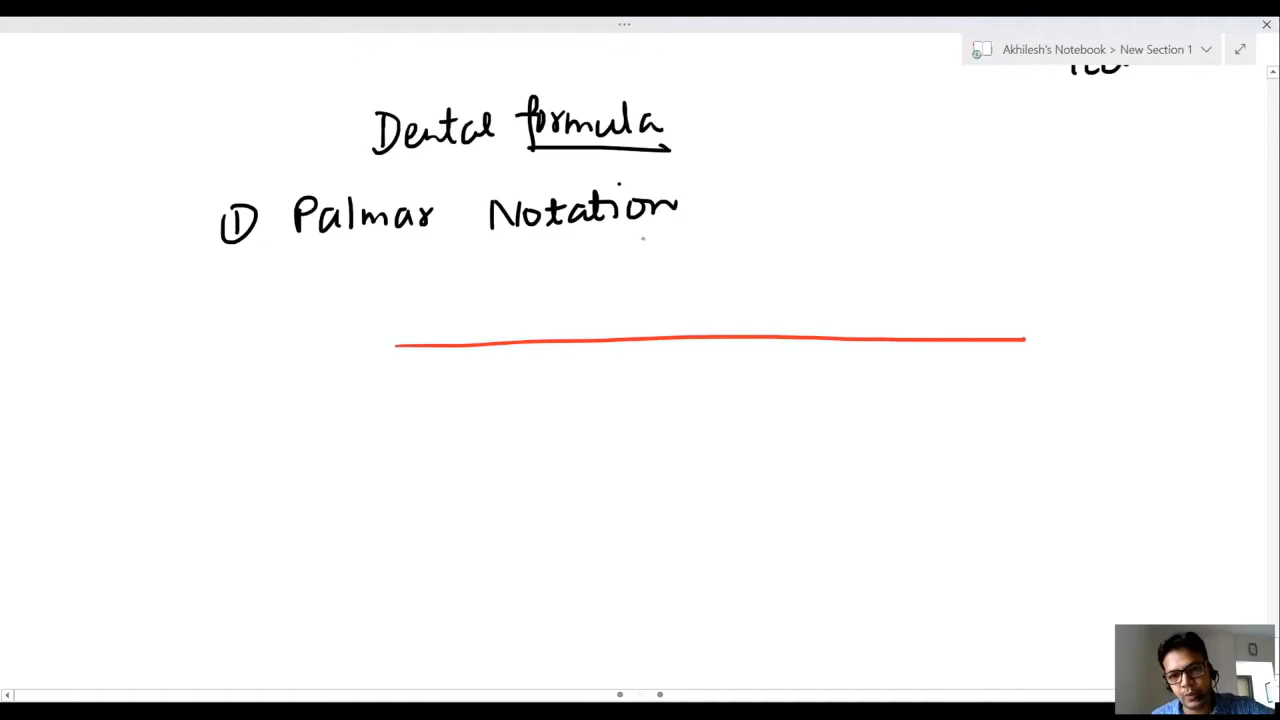 Akhilesh's Notebook > New Section 1
Dental formula
① Palmar Notation